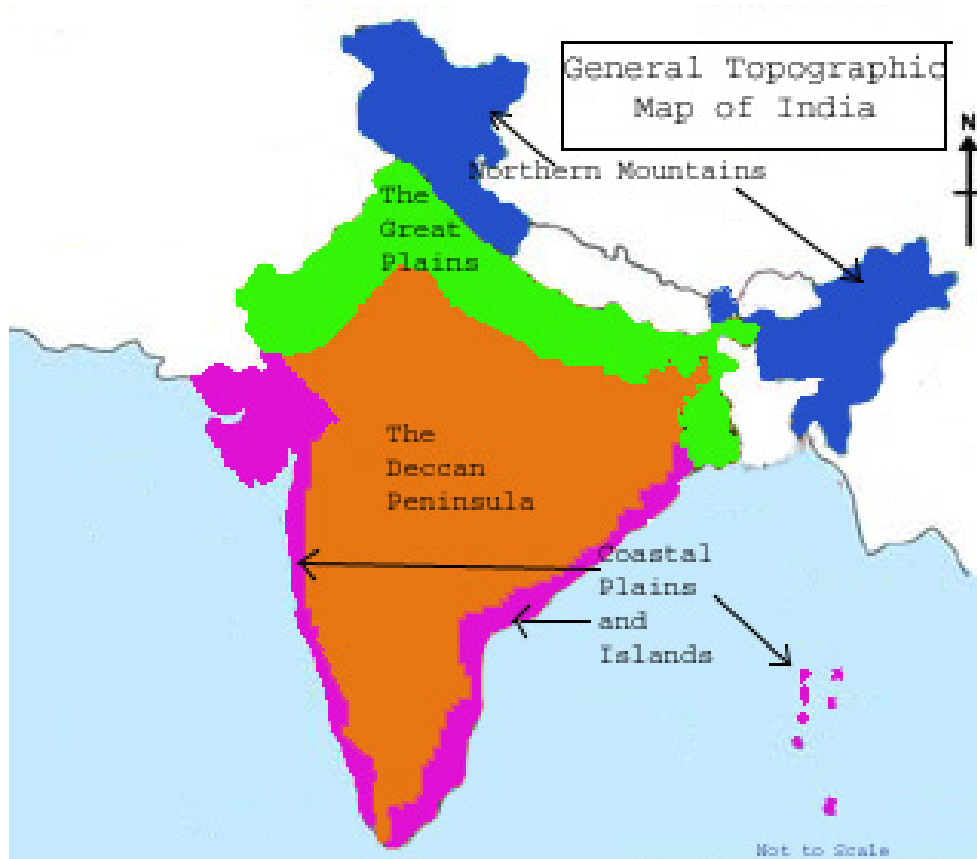 General Topographic
Map of India
N
Northern Mountains
The
Great
Plains
The
Deccan
Peninsula
Coastal
Plains
and
Islands
Not to Scale